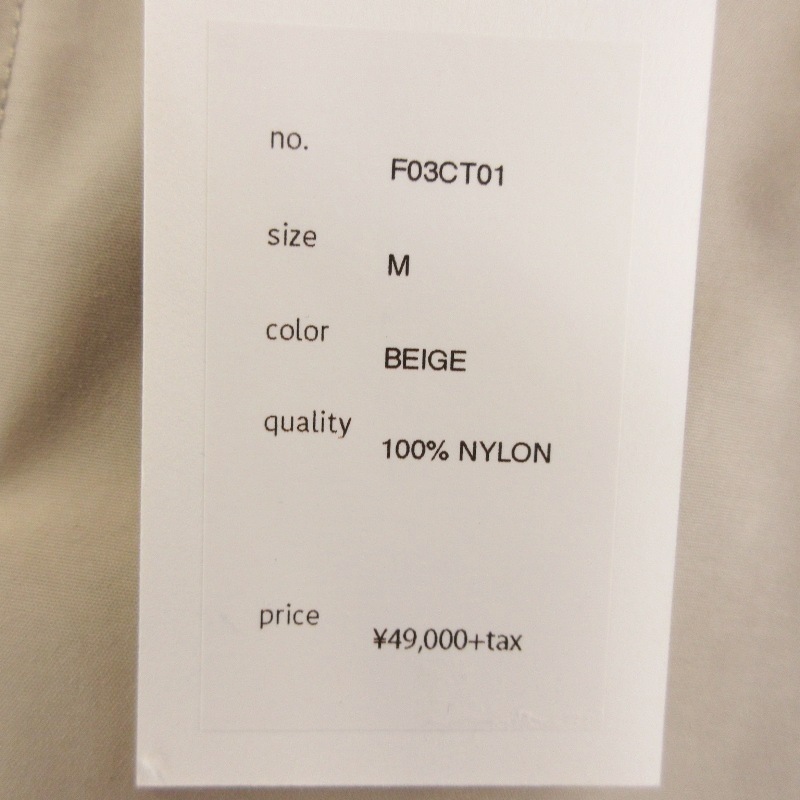 no.
F03CT01
size
M
color
BEIGE
quality
100% NYLON
price
¥49,000+tax